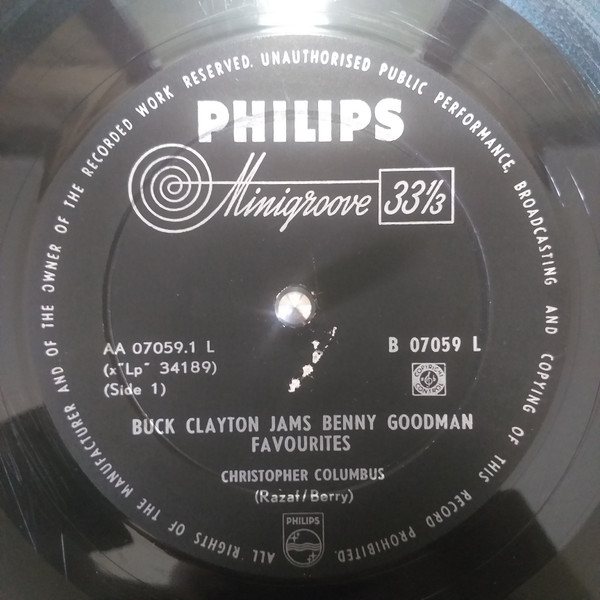 ALL RIGHTS OF THE MANUFACTURER AND OF THE OWNER OF THE RECORDED WORK RESERVED. UNAUTHORISED PUBLIC PERFORMANCE, BROADCASTING AND COPYING OF THIS RECORD PROHIBITED.
PHILIPS
Minigroove 33⅓
AA 07059.1 L
B 07059 L
(x "Lp" 34189)
(Side 1)
COPYRIGHT
CONTROL
BUCK CLAYTON JAMS BENNY GOODMAN
FAVOURITES
CHRISTOPHER COLUMBUS
(Razaf/Berry)
PHILIPS